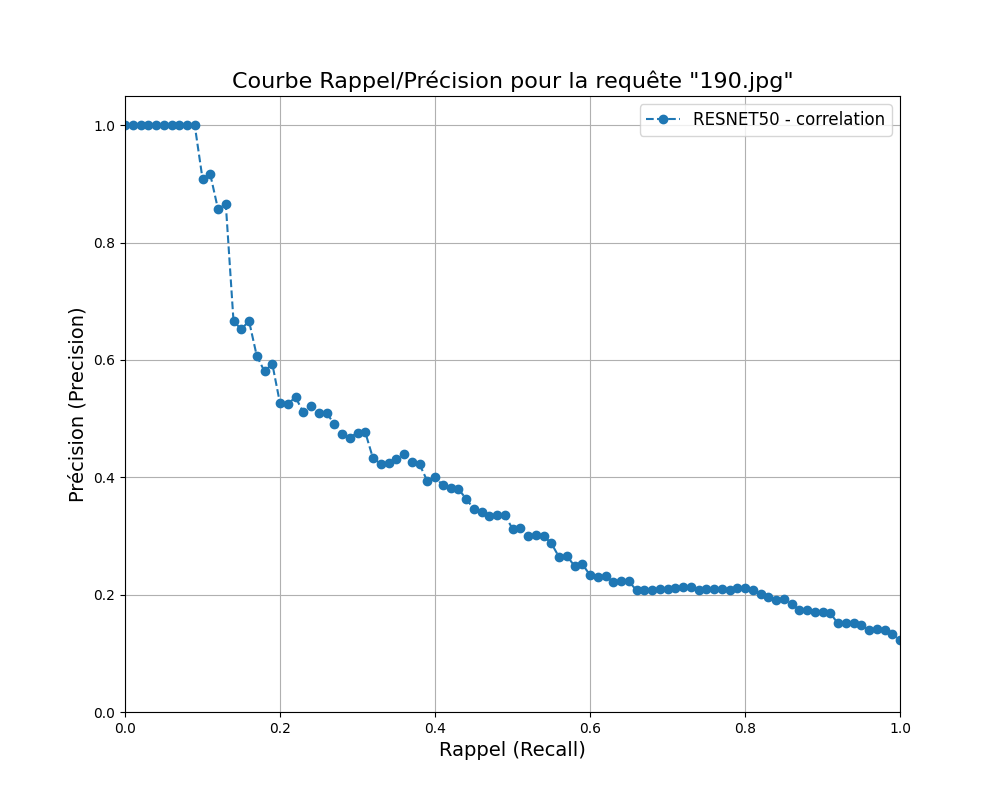 Courbe Rappel/Précision pour la requête "190.jpg"
RESNET50 - correlation
Précision (Precision)
1.0
0.8
0.6
0.4
0.2
0.0
0.0 0.2 0.4 0.6 0.8 1.0
Rappel (Recall)